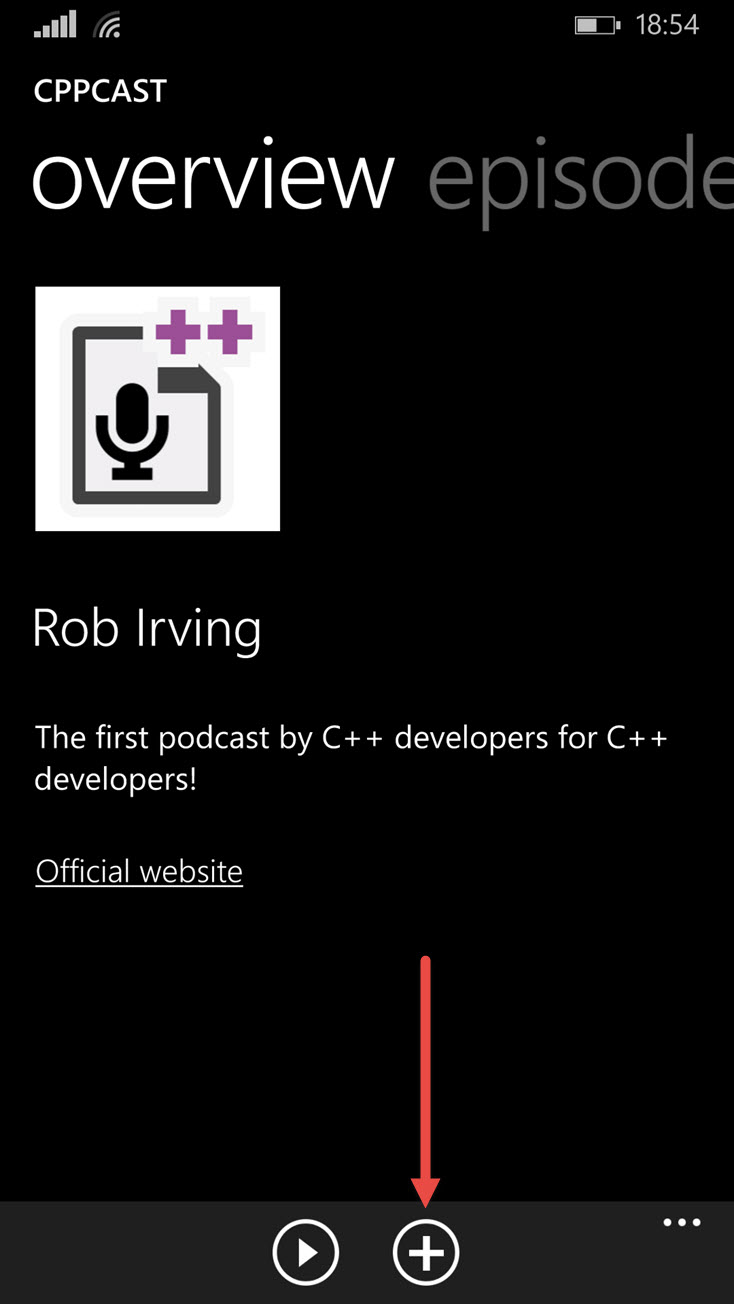 18:54
CPPCAST
overview episode
Rob Irving
The first podcast by C++ developers for C++
developers!
Official website